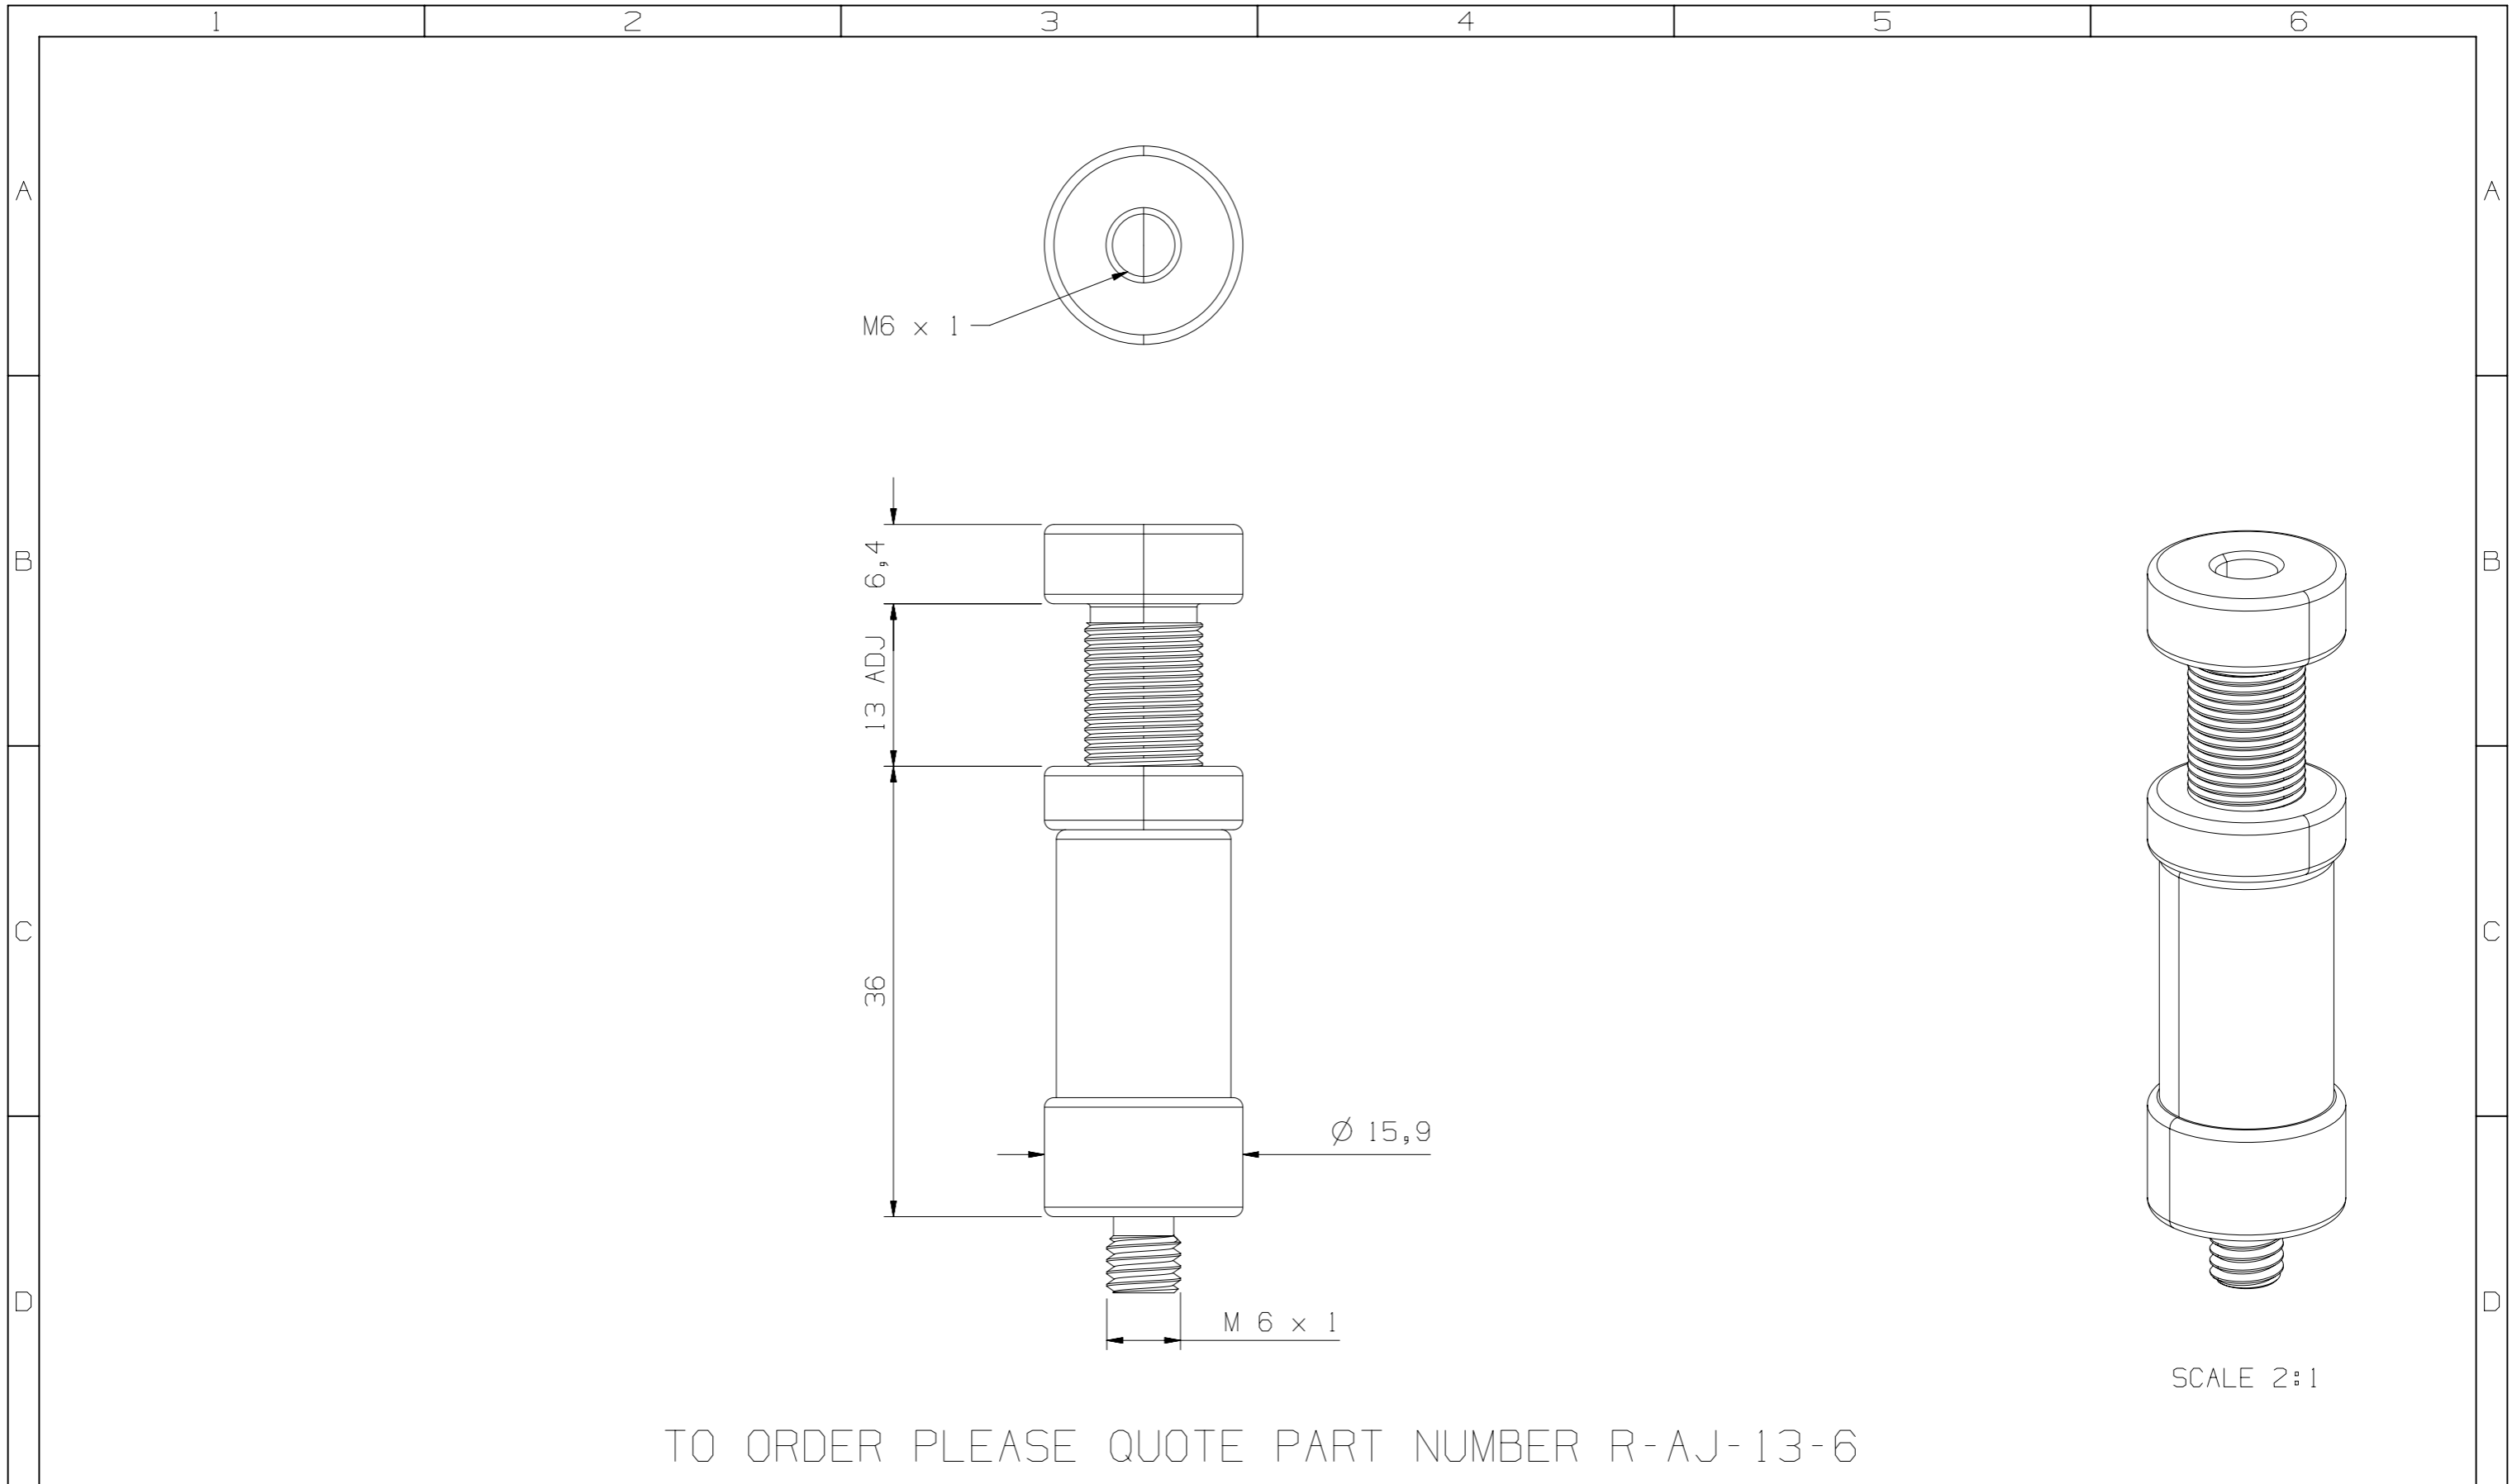 1 2 3 4 5 6
A A
M6 x 1
B B
6,4
13 ADJ
C C
36
Ø 15,9
D D
M 6 x 1
SCALE 2:1
TO ORDER PLEASE QUOTE PART NUMBER R-AJ-13-6